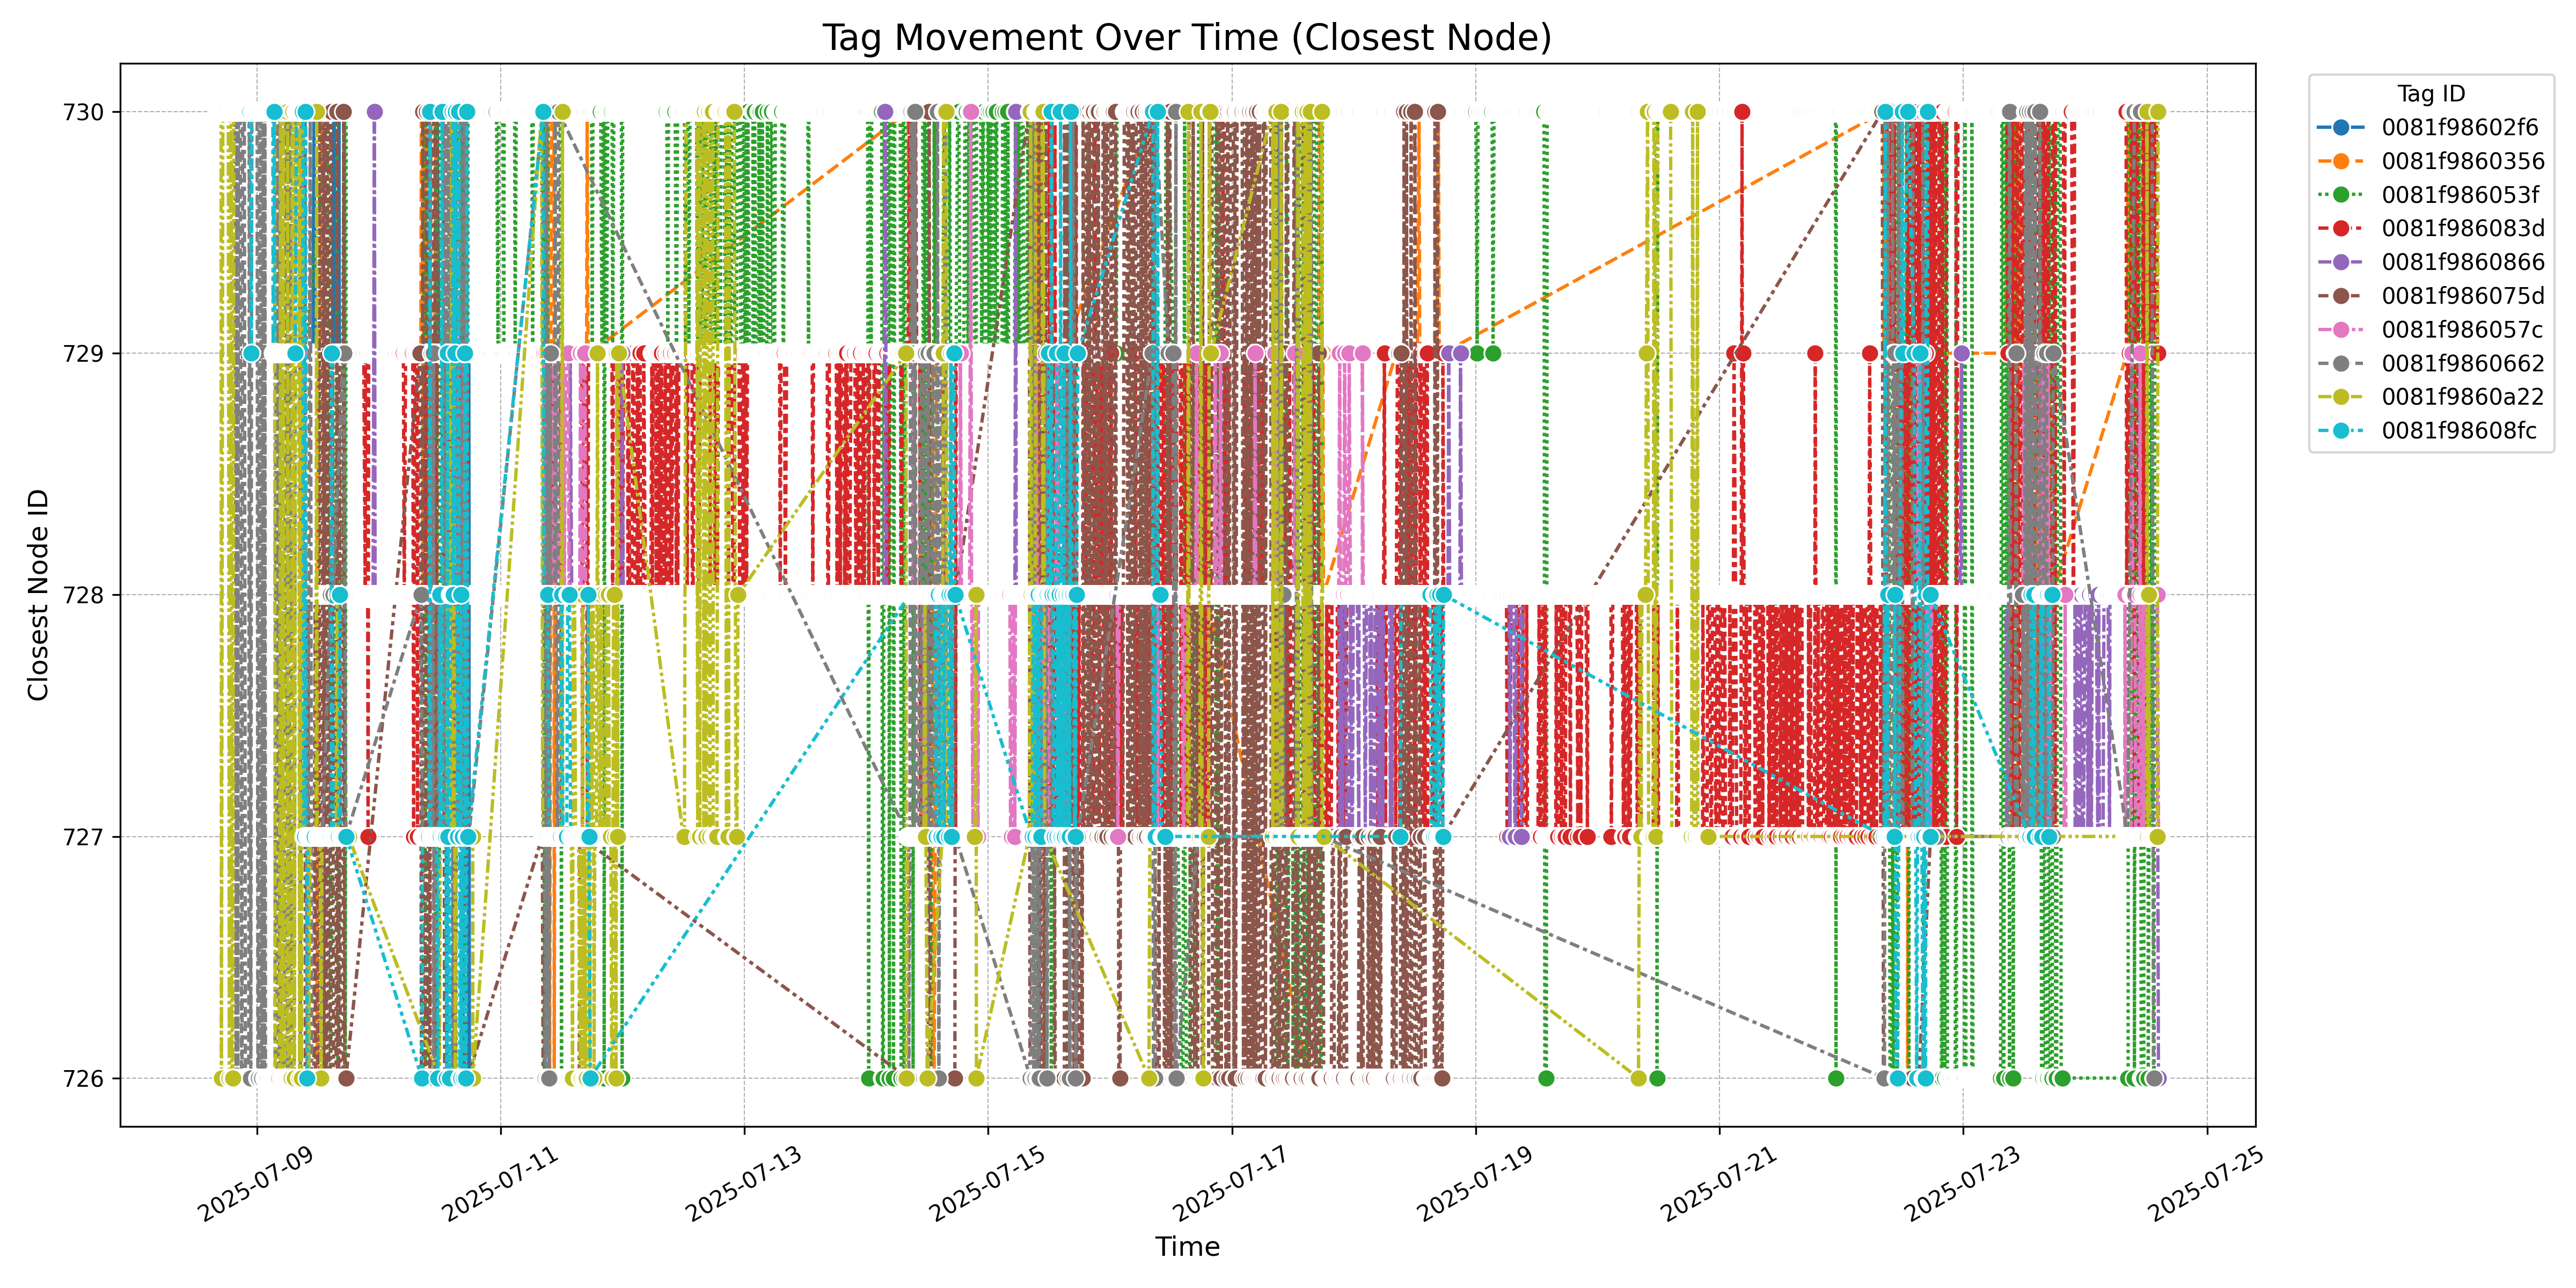 Tag Movement Over Time (Closest Node)
Closest Node ID
730
729
728
727
726
2025-07-09
2025-07-11
2025-07-13
2025-07-15
2025-07-17
2025-07-19
2025-07-21
2025-07-23
2025-07-25
Time
Tag ID
0081f98602f6
0081f9860356
0081f986053f
0081f986083d
0081f9860866
0081f986075d
0081f986057c
0081f9860662
0081f9860a22
0081f98608fc